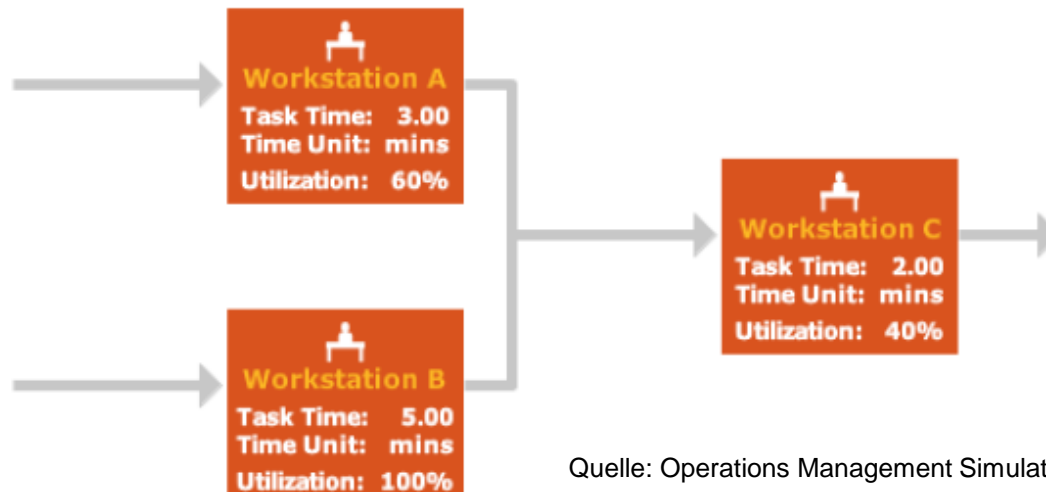 Workstation A
Task Time: 3.00
Time Unit: mins
Utilization: 60%
Workstation B
Task Time: 5.00
Time Unit: mins
Utilization: 100%
Workstation C
Task Time: 2.00
Time Unit: mins
Utilization: 40%
Quelle: Operations Management Simulat